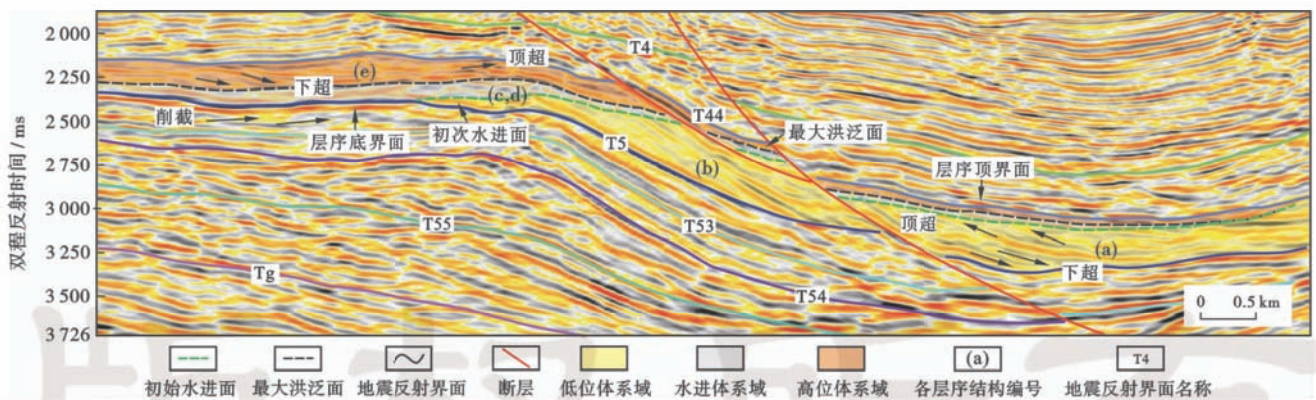 2 000
2 250
2 500
2 750
3 000
3 250
3 500
3 726
双程反射时间 / ms
T4
顶超
(e)
下超
(c,d)
T44
削截
层序底界面
初次水进面
T5
最大洪泛面
(b)
层序顶界面
T55
T53
顶超
(a)
下超
Tg
T54
0 0.5 km
(a)
T4
初始水进面 最大洪泛面 地震反射界面 断层 低位体系域 水进体系域 高位体系域 各层序结构编号 地震反射界面名称